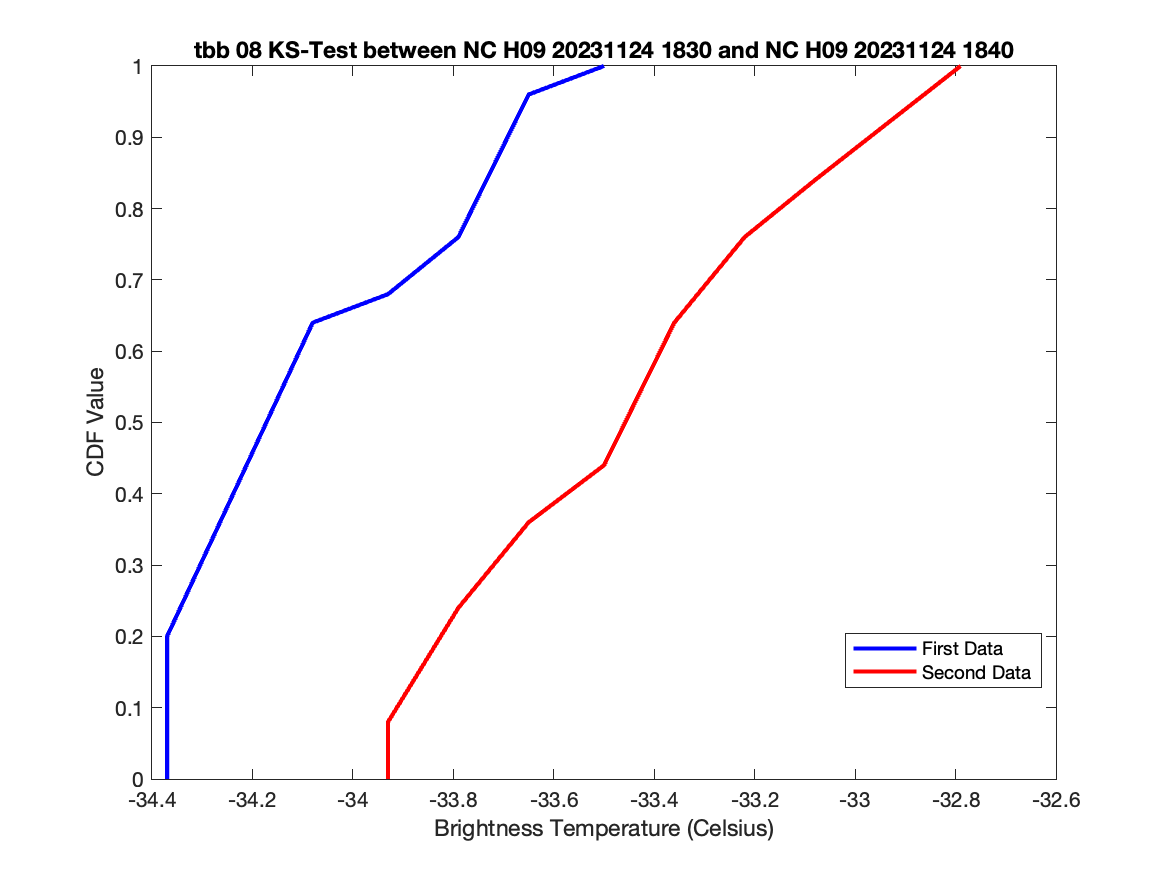 tbb 08 KS-Test between NC H09 20231124 1830 and NC H09 20231124 1840
1
0.9
0.8
0.7
0.6
0.5
0.4
0.3
0.2
0.1
0
CDF Value
First Data
Second Data
-34.4 -34.2 -34 -33.8 -33.6 -33.4 -33.2 -33 -32.8 -32.6
Brightness Temperature (Celsius)